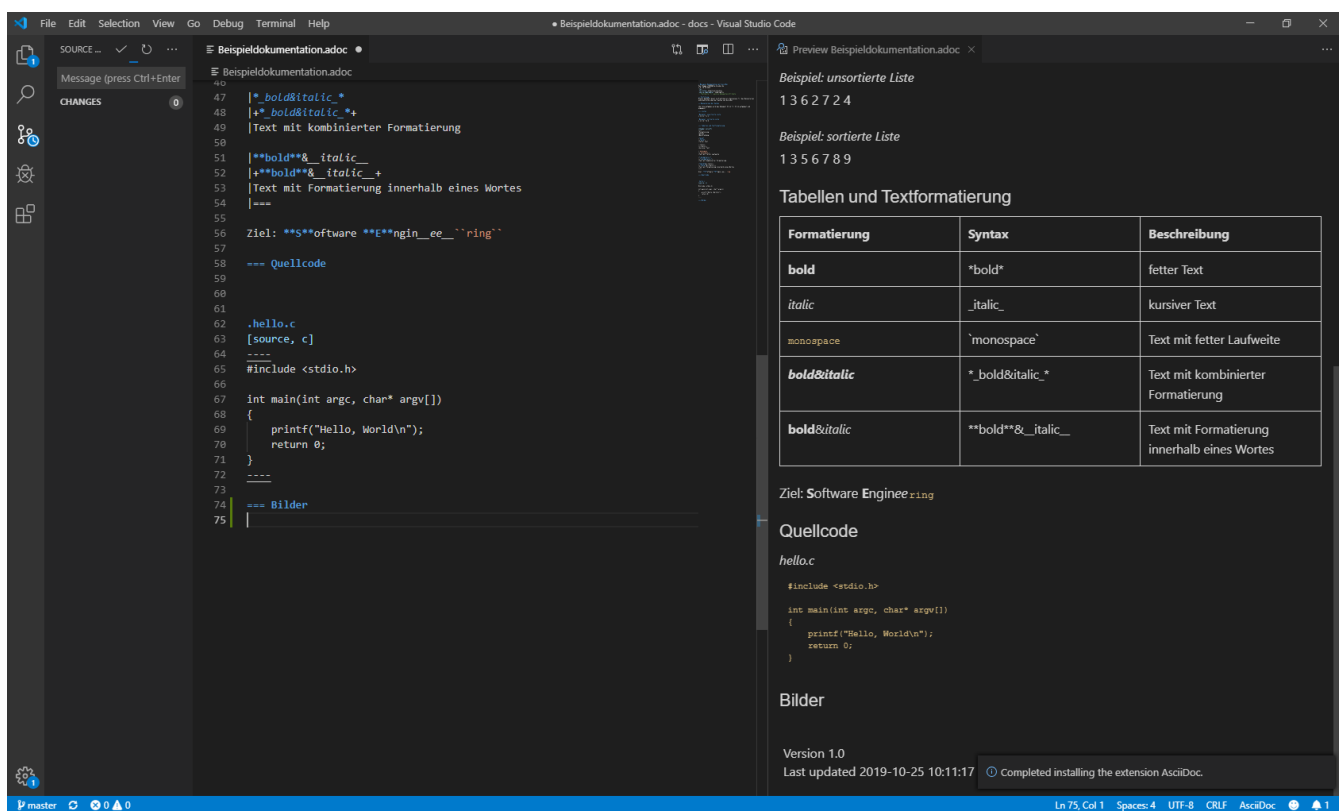 File Edit Selection View Go Debug Terminal Help
● Beispieldokumentation.adoc - docs - Visual Studio Code
SOURCE ...
Message (press Ctrl+Enter
CHANGES 0
Beispieldokumentation.adoc ●
Beispieldokumentation.adoc
46
47 |*_bold&italic_*
48 |+*_bold&italic_*+
49 |Text mit kombinierter Formatierung
50
51 |**bold**&__italic__
52 |+**bold**&__italic__+
53 |Text mit Formatierung innerhalb eines Wortes
54 |===
55
56 Ziel: **S**oftware **E**ngin__ee__``ring``
57
58 === Quellcode
59
60
61
62 .hello.c
63 [source, c]
64 ----
65 #include <stdio.h>
66
67 int main(int argc, char* argv[])
68 {
69     printf("Hello, World\n");
70     return 0;
71 }
72 ----
73
74 === Bilder
75
Preview Beispieldokumentation.adoc ×
Beispiel: unsortierte Liste
1 3 6 2 7 2 4
Beispiel: sortierte Liste
1 3 5 6 7 8 9
Tabellen und Textformatierung
Formatierung Syntax Beschreibung
bold *bold* fetter Text
italic _italic_ kursiver Text
monospace `monospace` Text mit fetter Laufweite
bold&italic *_bold&italic_* Text mit kombinierter
Formatierung
bold&italic **bold**&__italic__ Text mit Formatierung
innerhalb eines Wortes
Ziel: Software Engineering
Quellcode
hello.c
#include <stdio.h>
int main(int argc, char* argv[])
{
    printf("Hello, World\n");
    return 0;
}
Bilder
Version 1.0
Last updated 2019-10-25 10:11:17
Completed installing the extension AsciiDoc.
master 0 0 Ln 75, Col 1 Spaces: 4 UTF-8 CRLF AsciiDoc 1